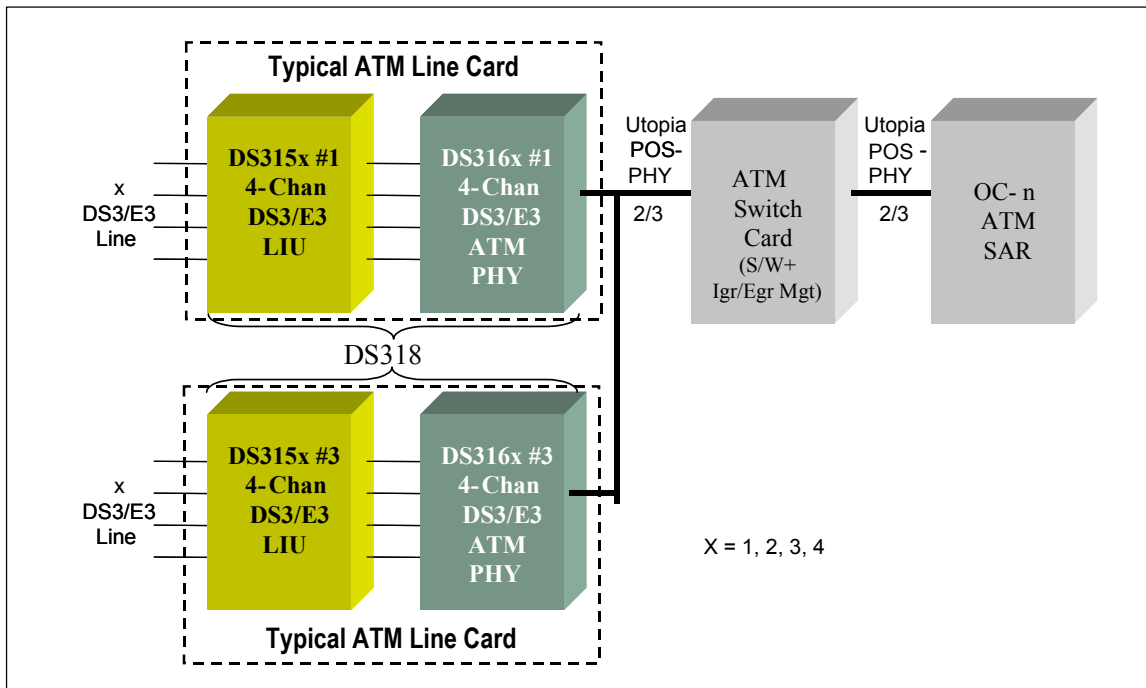 Typical ATM Line Card
DS315x #1
4-Chan
DS3/E3
LIU
DS316x #1
4-Chan
DS3/E3
ATM
PHY
x
DS3/E3
Line
Utopia
POS-
PHY
2/3
ATM
Switch
Card
(S/W+
Igr/Egr Mgt)
Utopia
POS -
PHY
2/3
OC- n
ATM
SAR
DS318
DS315x #3
4-Chan
DS3/E3
LIU
DS316x #3
4-Chan
DS3/E3
ATM
PHY
x
DS3/E3
Line
X = 1, 2, 3, 4
Typical ATM Line Card